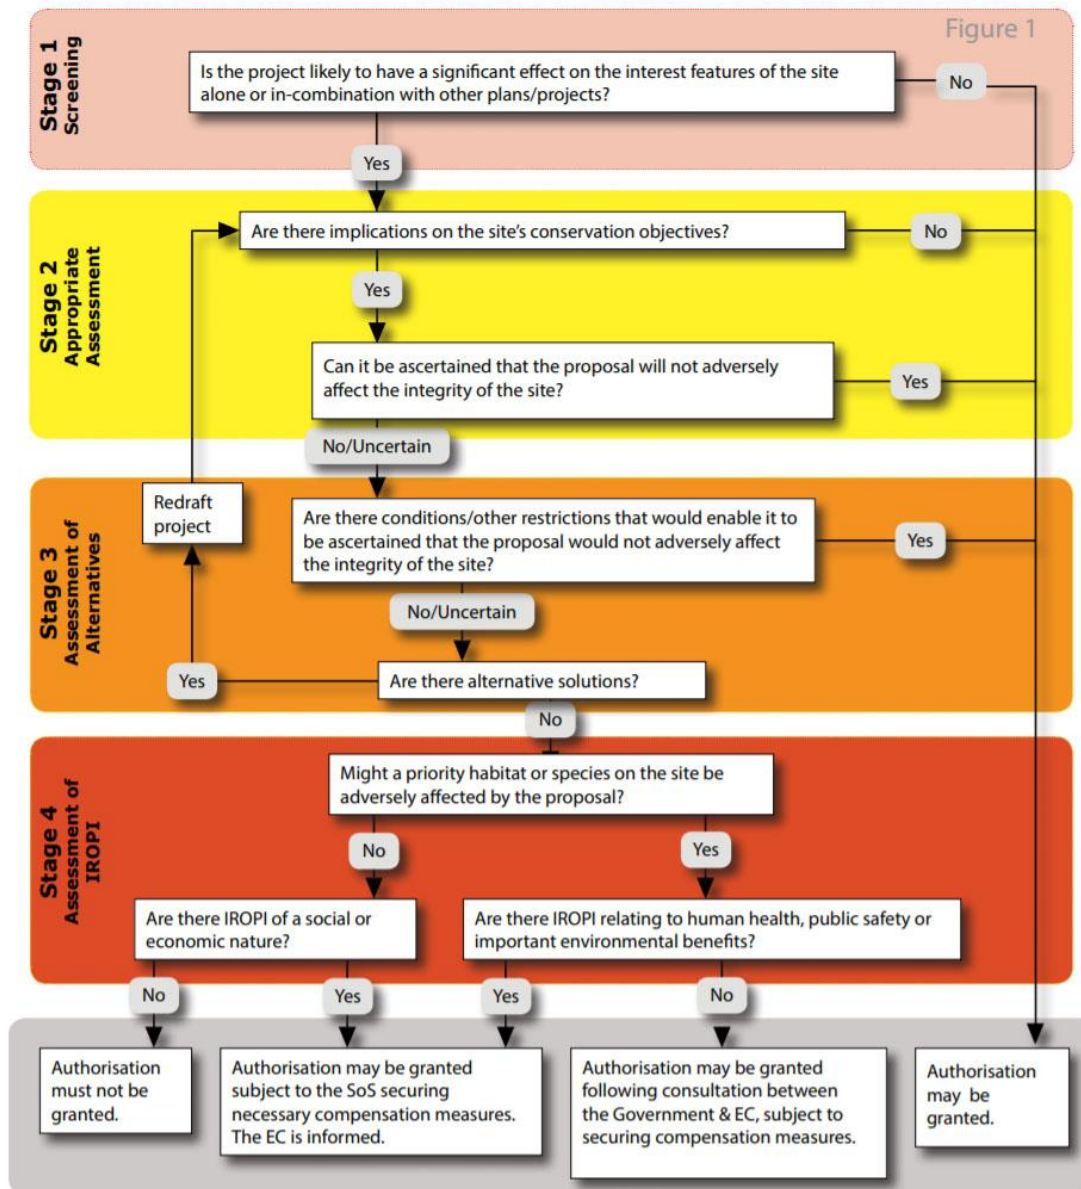 Figure 1
Stage 1
Screening
Is the project likely to have a significant effect on the interest features of the site
alone or in-combination with other plans/projects?
No
Yes
Stage 2
Appropriate
Assessment
Are there implications on the site's conservation objectives?
No
Yes
Can it be ascertained that the proposal will not adversely
affect the integrity of the site?
Yes
No/Uncertain
Stage 3
Assessment of
Alternatives
Redraft
project
Are there conditions/other restrictions that would enable it to
be ascertained that the proposal would not adversely affect
the integrity of the site?
Yes
No/Uncertain
Are there alternative solutions?
Yes
No
Stage 4
Assessment of
IROPI
Might a priority habitat or species on the site be
adversely affected by the proposal?
No
Yes
Are there IROPI of a social or
economic nature?
Are there IROPI relating to human health, public safety or
important environmental benefits?
No
Yes
Yes
No
Authorisation
must not be
granted.
Authorisation may be granted
subject to the SoS securing
necessary compensation measures.
The EC is informed.
Authorisation may be granted
following consultation between
the Government & EC, subject to
securing compensation measures.
Authorisation
may be
granted.